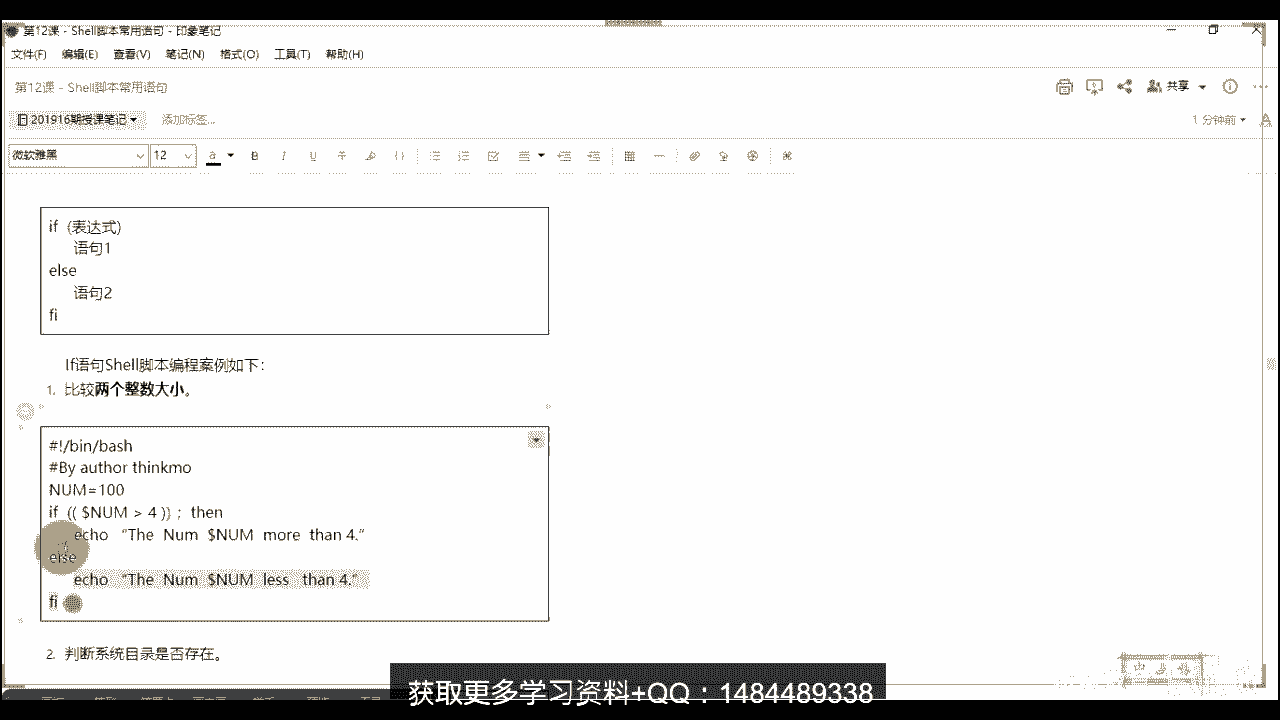 第12课 - Shell脚本常用语句 - 印象笔记
文件(F) 编辑(E) 查看(V) 笔记(N) 格式(O) 工具(T) 帮助(H)
第12课 - Shell脚本常用语句
共享
201916期授课笔记
添加标签...
1 分钟前
微软雅黑 12
if (表达式)
语句1
else
语句2
fi
If语句Shell脚本编程案例如下：
1. 比较两个整数大小。
#!/bin/bash
#By author thinkmo
NUM=100
if (( $NUM > 4 )) ; then
echo “The Num $NUM more than 4.”
else
echo “The Num $NUM less than 4.”
fi
2. 判断系统目录是否存在。
获取更多学习资料+QQ：1484489338